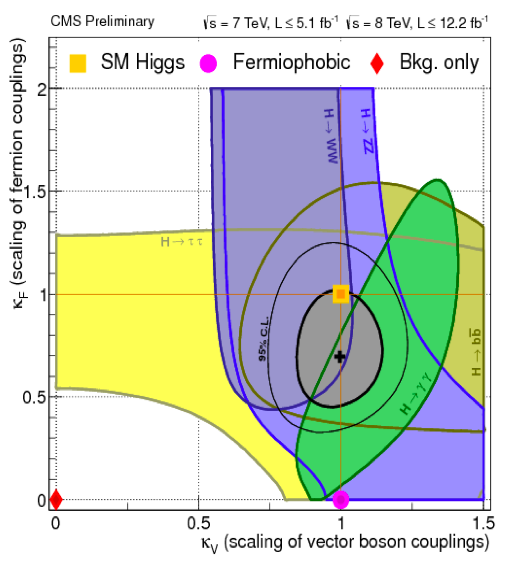 CMS Preliminary
√s = 7 TeV, L ≤ 5.1 fb⁻¹ √s = 8 TeV, L ≤ 12.2 fb⁻¹
SM Higgs Fermiophobic Bkg. only
κF (scaling of fermion couplings)
2
1.5
1
0.5
0
H → WW
H → ZZ
H → τ τ
95% C.L.
H → bb̅
H → γ γ
0 0.5 1 1.5
κV (scaling of vector boson couplings)